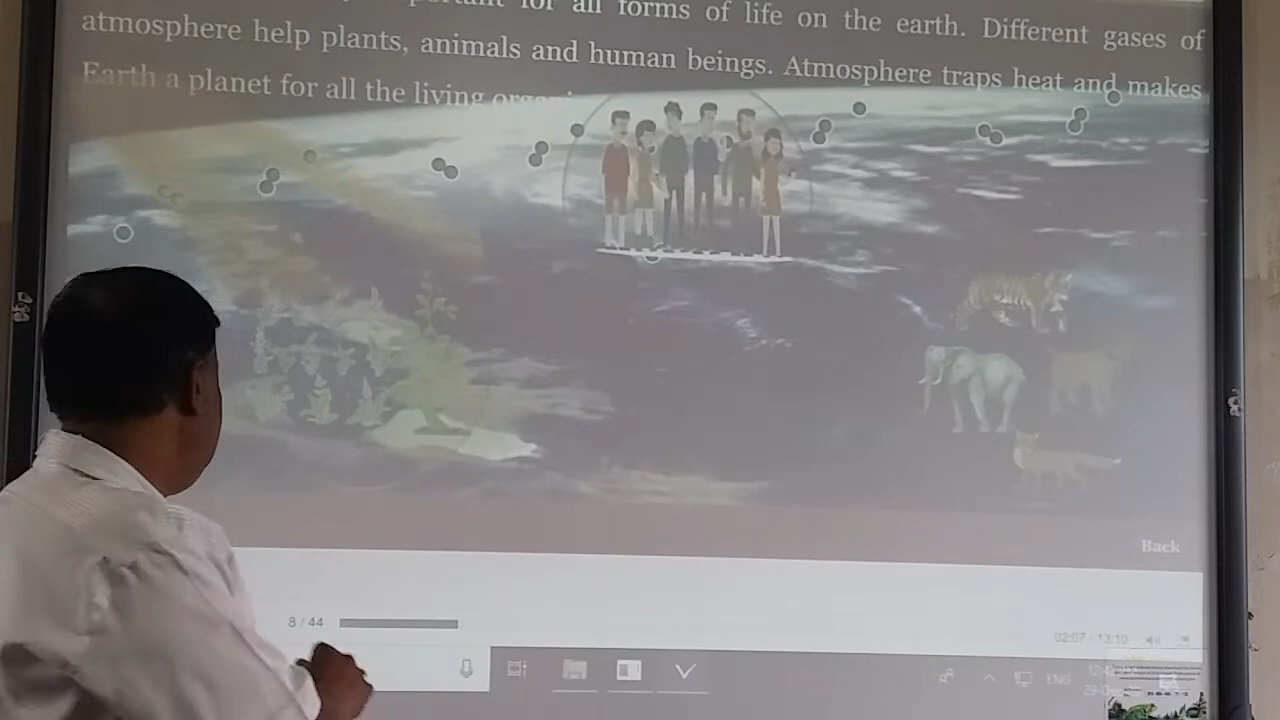 for all forms of life on the earth. Different gases of
atmosphere help plants, animals and human beings. Atmosphere traps heat and makes
Earth a planet for all the living
Back
8 / 44
02:07 / 13:10
ENG